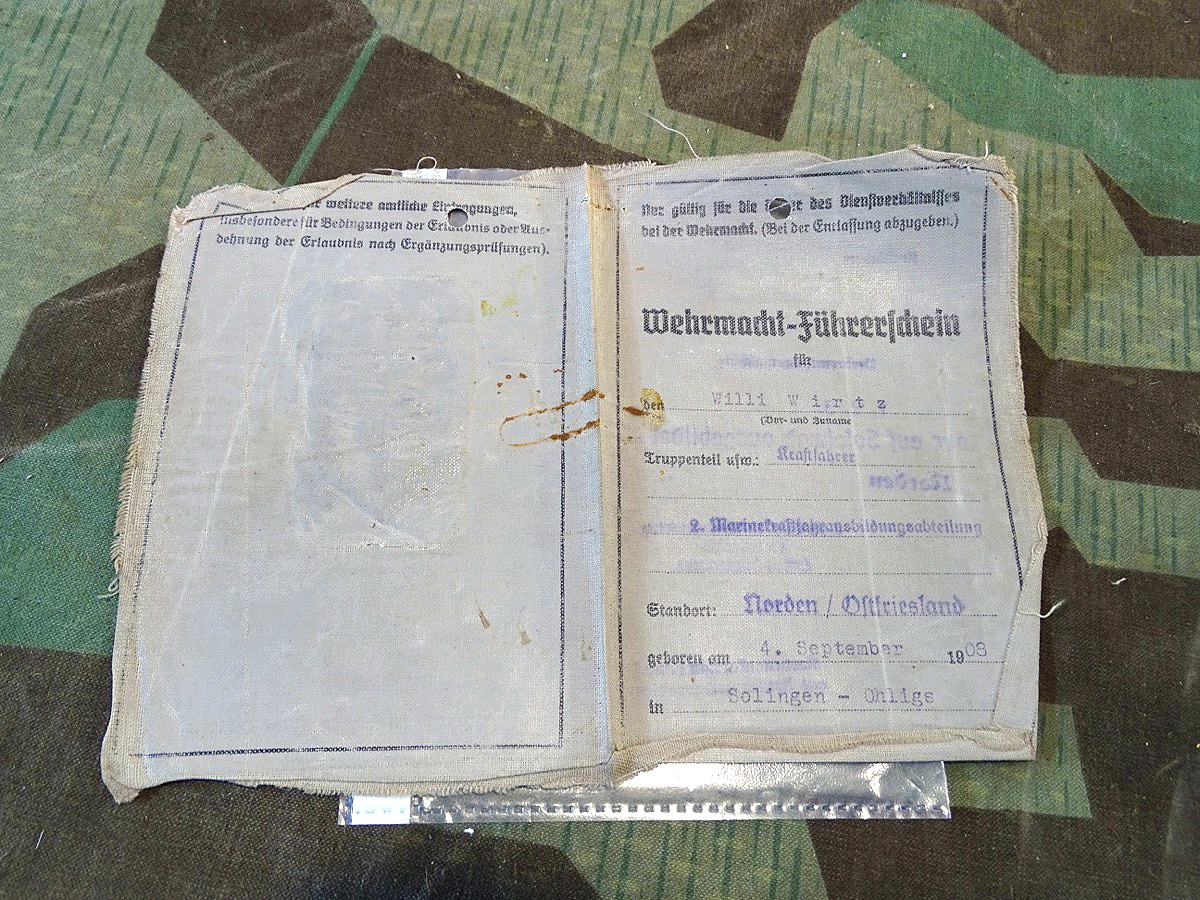 weitere amtliche Eintragungen,
insbesondere für Bedingungen der Erlaubnis oder Aus-
dehnung der Erlaubnis nach Ergänzungsprüfungen).
Nur gültig für die des Dienstverhältnisses
bei der Wehrmacht. (Bei der Entlassung abzugeben.)
Wehrmacht-Führerschein
für
den Willi Wirtz
(Vor- und Zuname
Truppenteil usw.: Kraftfahrer
2. Marinekraftfahrausbildungsabteilung
Standort: Norden / Ostfriesland
geboren am 4. September 1908
in Solingen - Ohligs